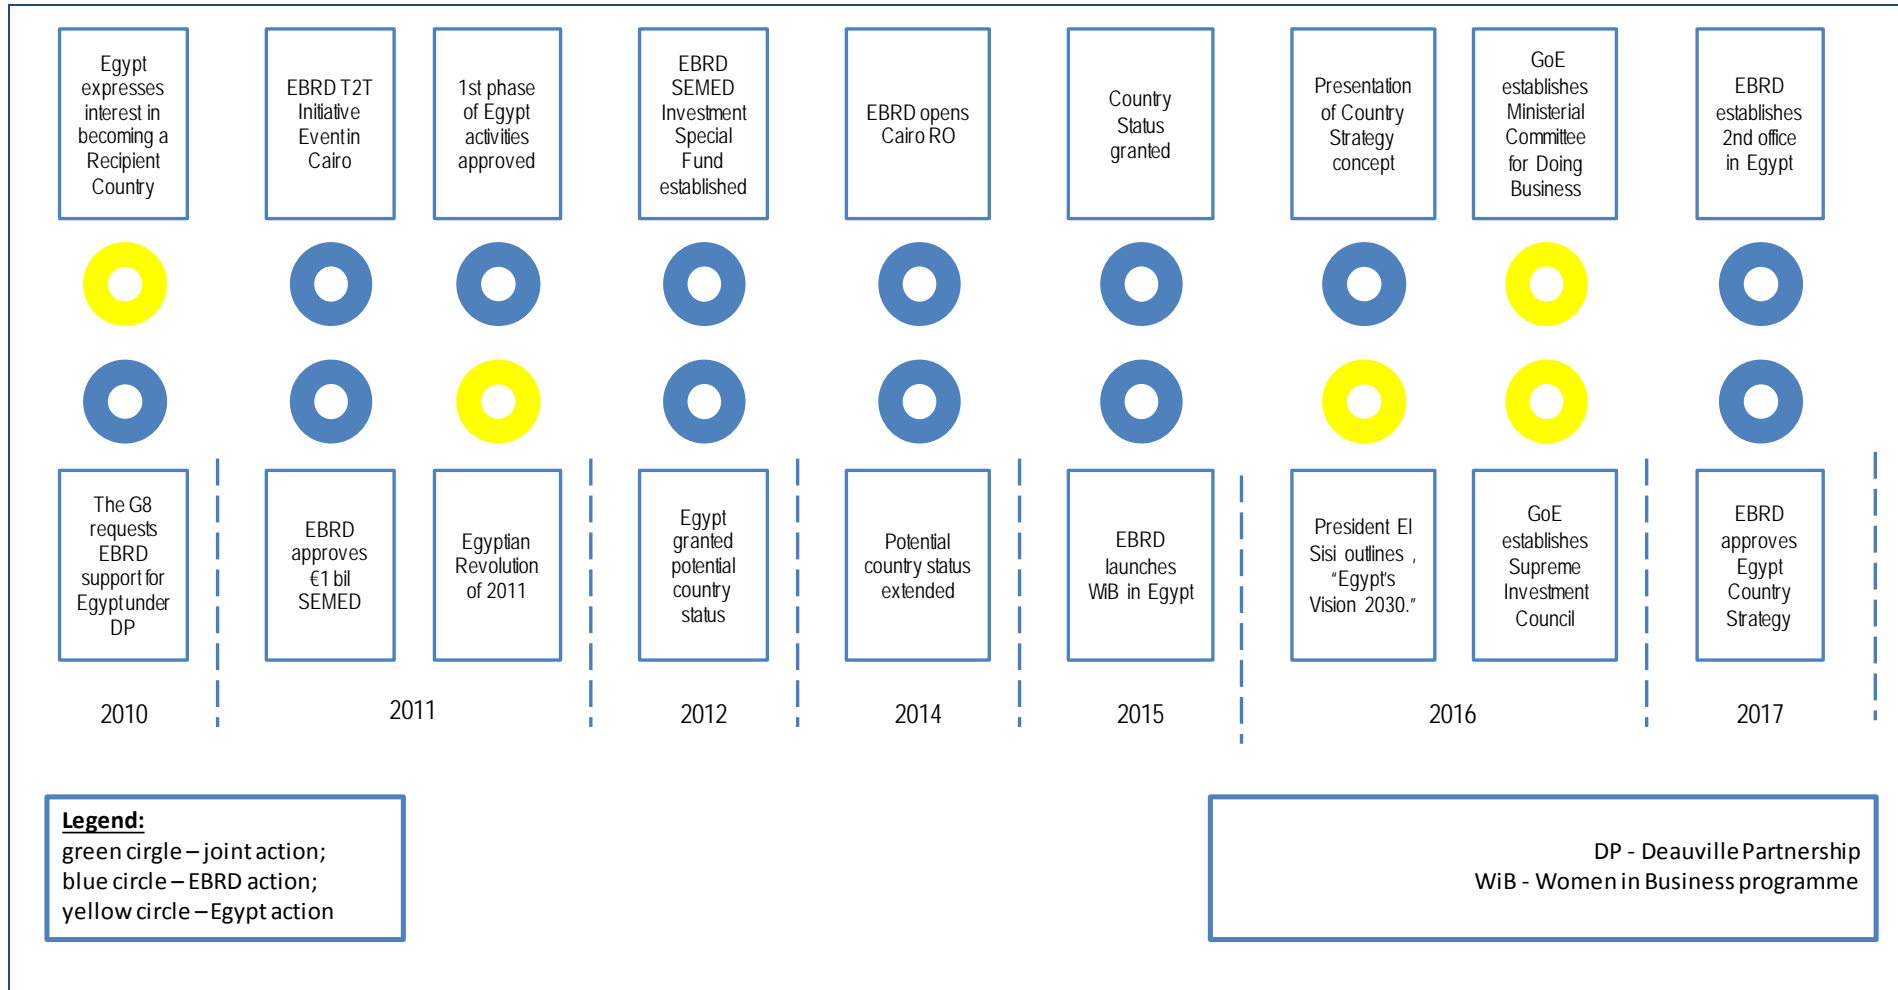 Egypt
expresses
interest in
becoming a
Recipient
Country
EBRD T2T
Initiative
Event in
Cairo
1st phase
of Egypt
activities
approved
EBRD
SEMED
Investment
Special
Fund
established
EBRD opens
Cairo RO
Country
Status
granted
Presentation
of Country
Strategy
concept
GoE
establishes
Ministerial
Committee
for Doing
Business
EBRD
establishes
2nd office
in Egypt
The G8
requests
EBRD
support for
Egypt under
DP
EBRD
approves
€1 bil
SEMED
Egyptian
Revolution
of 2011
Egypt
granted
potential
country
status
Potential
country status
extended
EBRD
launches
WiB in Egypt
President El
Sisi outlines ,
“Egypt's
Vision 2030.”
GoE
establishes
Supreme
Investment
Council
EBRD
approves
Egypt
Country
Strategy
2010
2011
2012
2014
2015
2016
2017
Legend:
green cirgle – joint action;
blue circle – EBRD action;
yellow circle – Egypt action
DP - Deauville Partnership
WiB - Women in Business programme